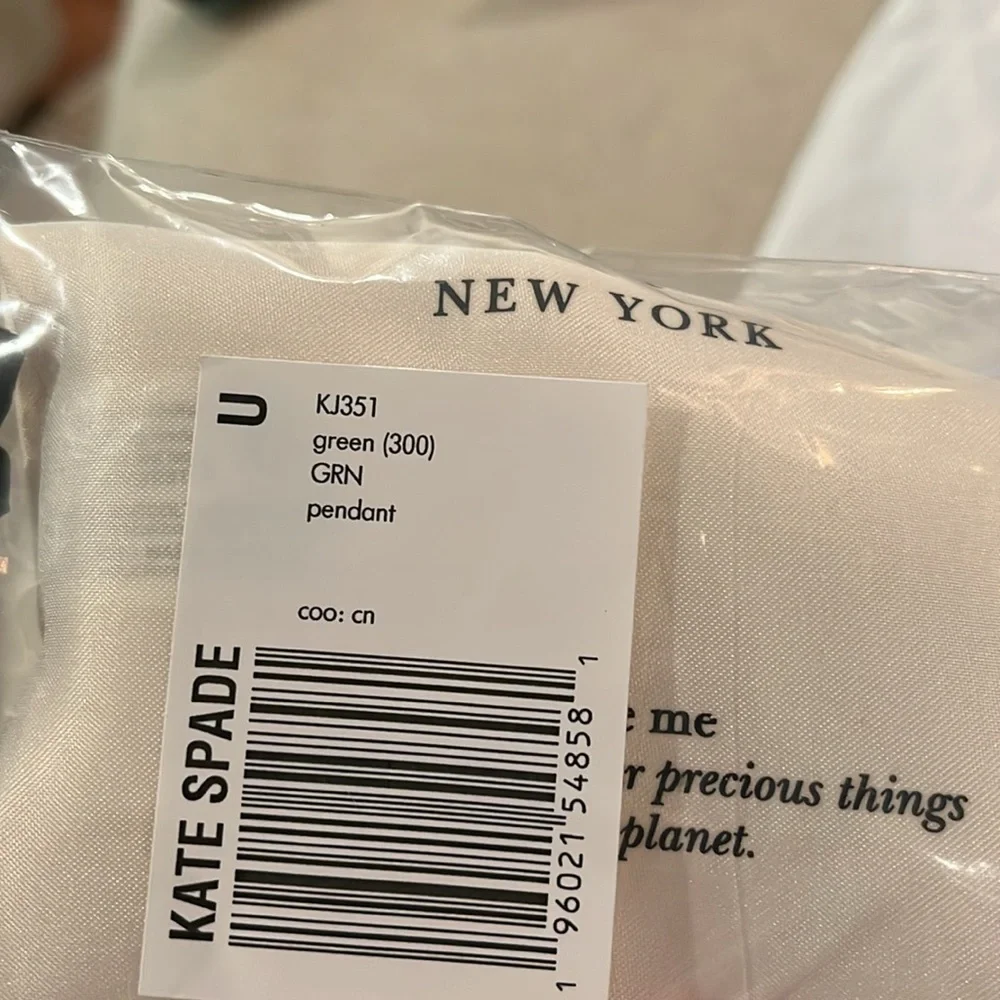 NEW YORK
U
KJ351
green (300)
GRN
pendant
coo: cn
KATE SPADE
1 96021 54858 1
me
precious things
planet.